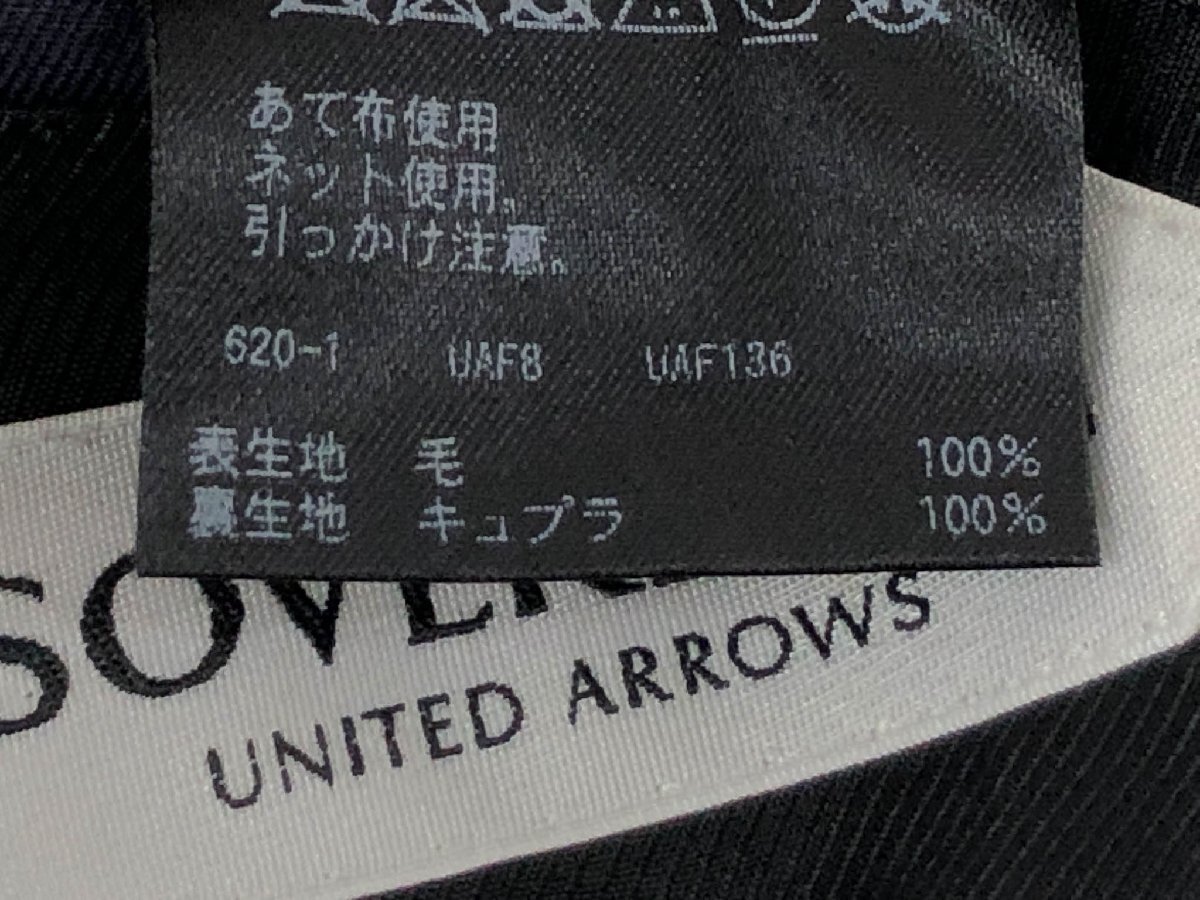 あて布使用
ネット使用。
引っかけ注意。
620-1 UAF8 UAF136
表生地 毛 100%
裏生地 キュプラ 100%
UNITED ARROWS